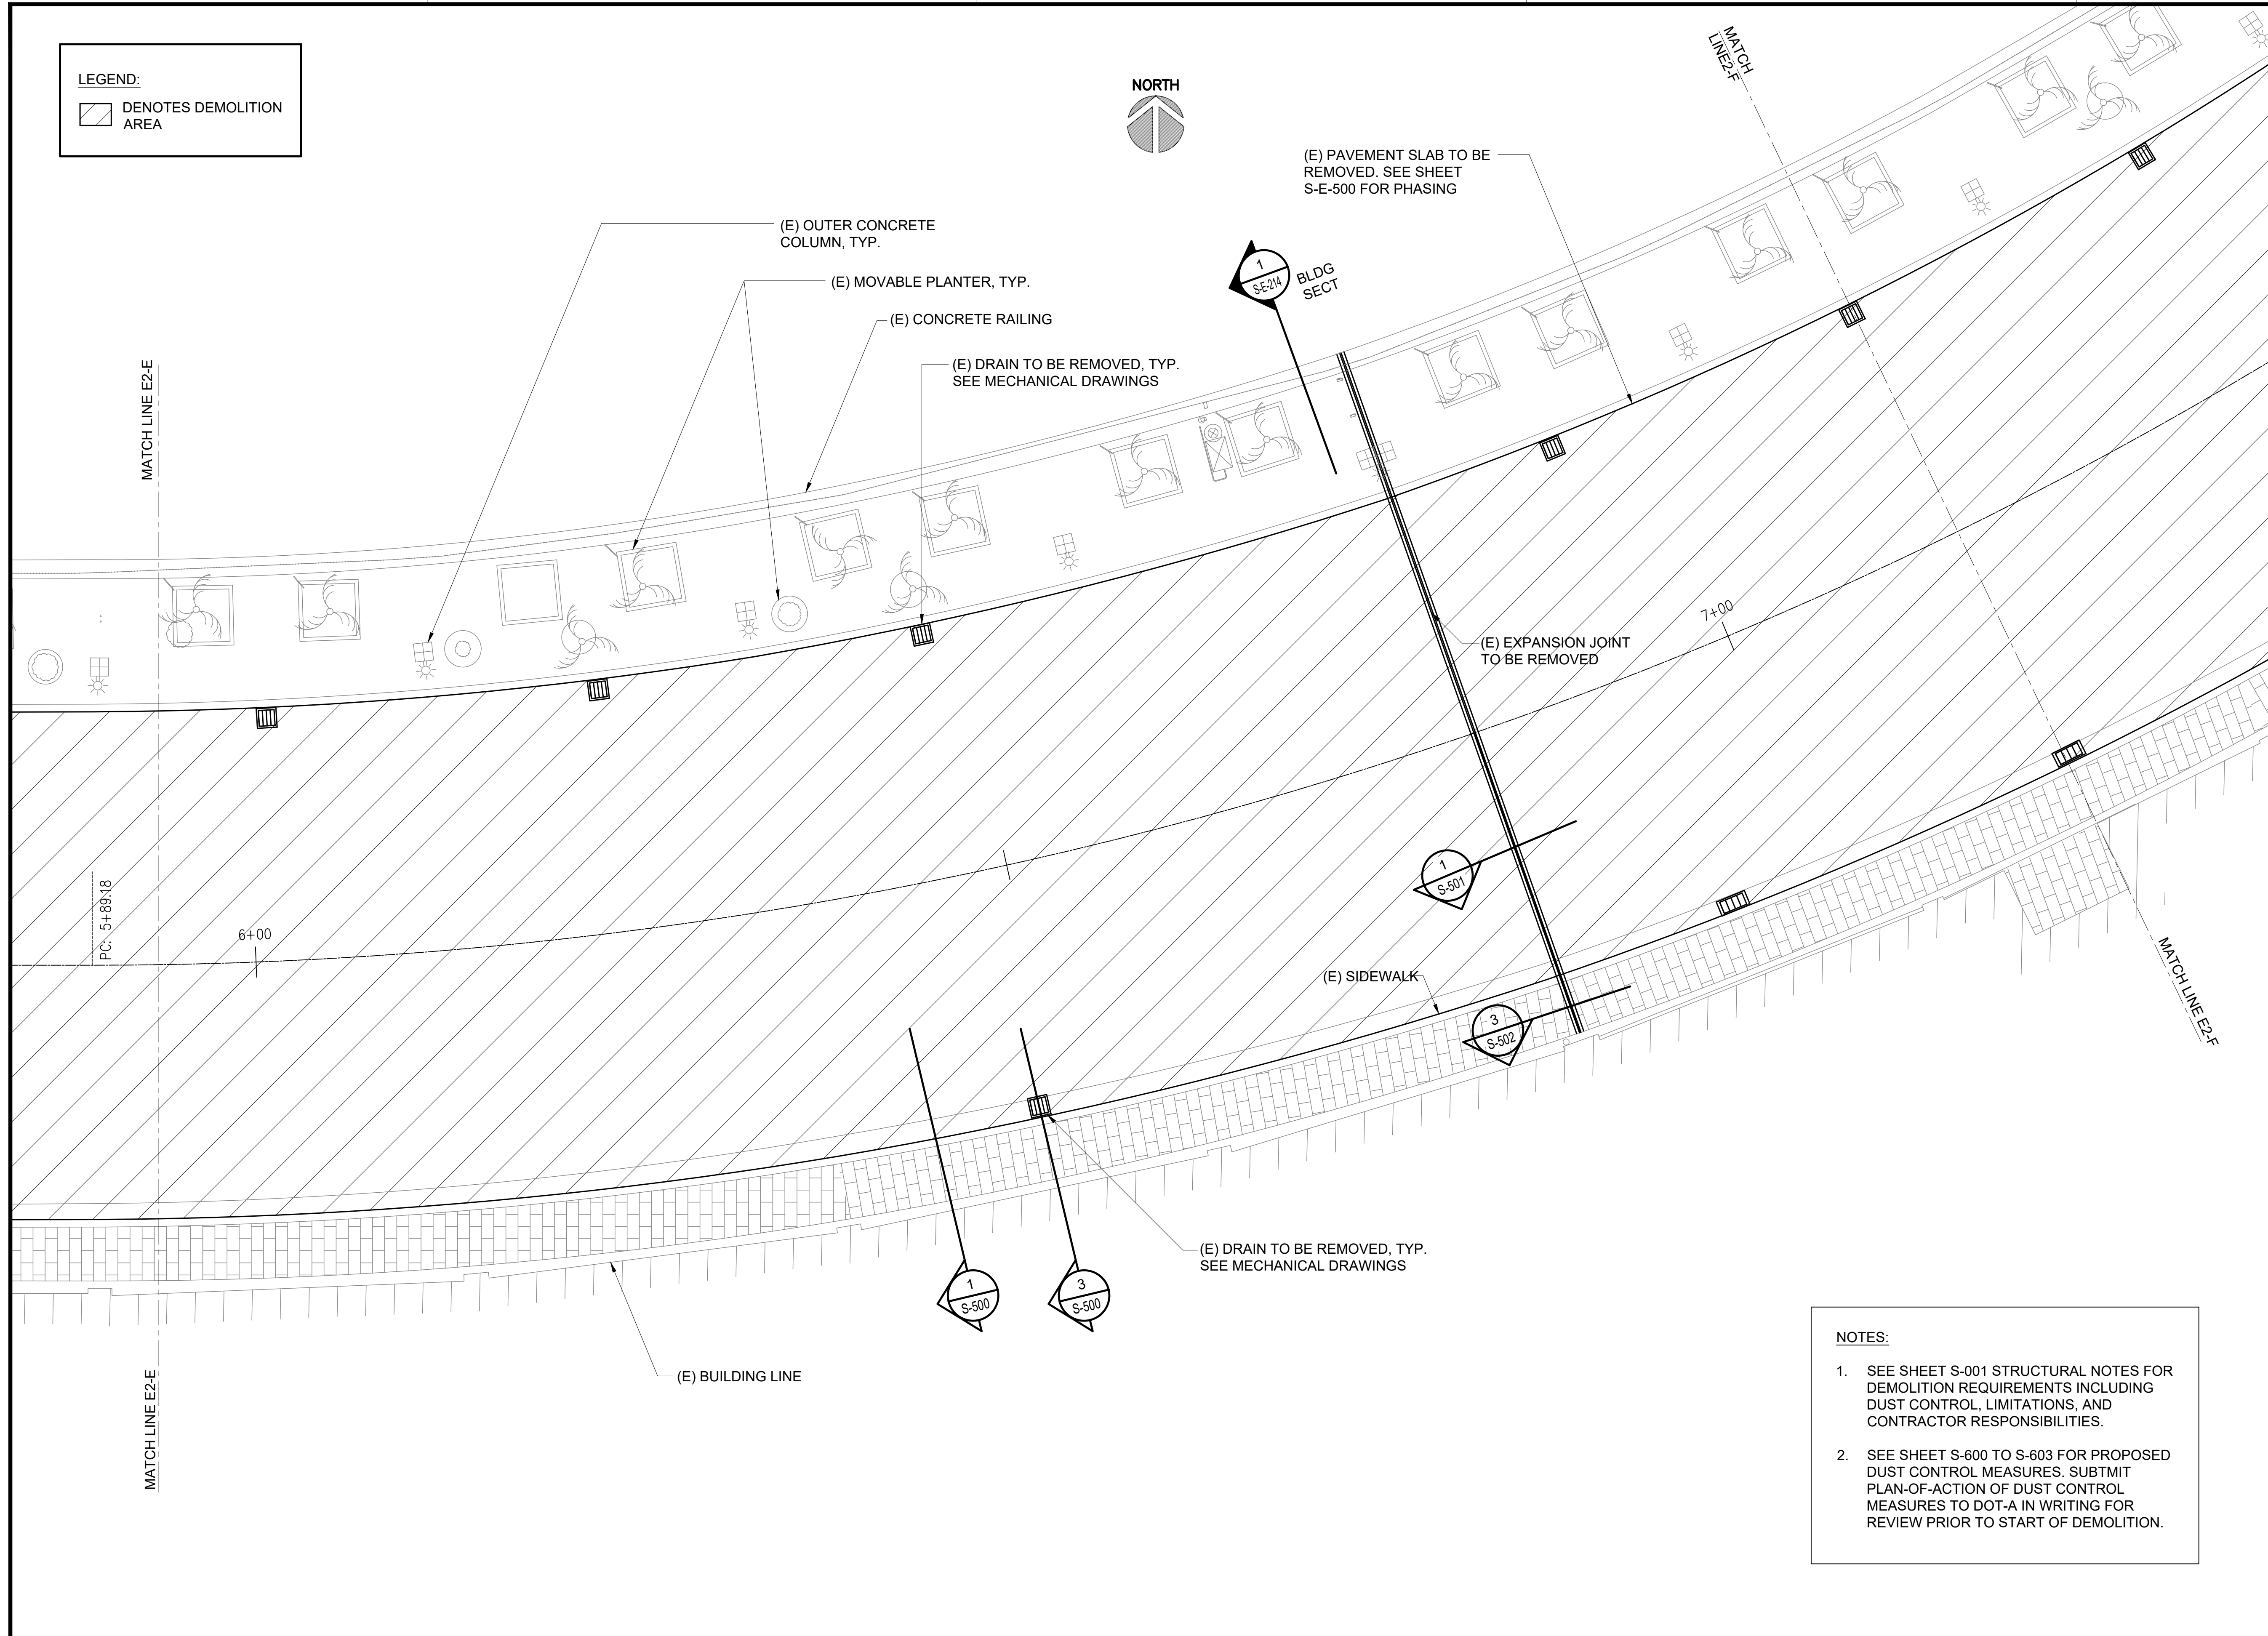 LEGEND:
DENOTES DEMOLITION
AREA
NORTH
MATCH
LINE2-F
(E) PAVEMENT SLAB TO BE
REMOVED. SEE SHEET
S-E-500 FOR PHASING
(E) OUTER CONCRETE
COLUMN, TYP.
(E) MOVABLE PLANTER, TYP.
(E) CONCRETE RAILING
(E) DRAIN TO BE REMOVED, TYP.
SEE MECHANICAL DRAWINGS
1
S-E-214
BLDG
SECT
MATCH LINE E2-E
7+00
(E) EXPANSION JOINT
TO BE REMOVED
1
S-501
PC: 5+89.18
6+00
(E) SIDEWALK
3
S-502
MATCH LINE E2-F
(E) DRAIN TO BE REMOVED, TYP.
SEE MECHANICAL DRAWINGS
1
S-500
3
S-500
(E) BUILDING LINE
MATCH LINE E2-E
NOTES:
1. SEE SHEET S-001 STRUCTURAL NOTES FOR
DEMOLITION REQUIREMENTS INCLUDING
DUST CONTROL, LIMITATIONS, AND
CONTRACTOR RESPONSIBILITIES.
2. SEE SHEET S-600 TO S-603 FOR PROPOSED
DUST CONTROL MEASURES. SUBTMIT
PLAN-OF-ACTION OF DUST CONTROL
MEASURES TO DOT-A IN WRITING FOR
REVIEW PRIOR TO START OF DEMOLITION.